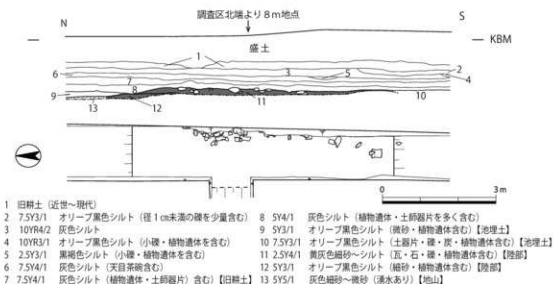 N
調査区北端より8m地点
S
盛土
KBM
1
2
3
4
5
6
7
8
9
10
11
12
13
0 3m
1 旧耕土(近世~現代)
2 7.5Y3/1 オリーブ黒色シルト(径1㎝未満の礫を少量含む)
3 10YR4/2 灰色シルト
4 10YR3/1 オリーブ黒色シルト(小礫・植物遺体を含む)
5 2.5Y3/1 黒褐色シルト(小礫・植物遺体を含む)
6 7.5Y4/1 灰色シルト(天目茶碗含む)
7 7.5Y4/1 灰色シルト(植物遺体・土師器片)含む)【旧耕土】
8 5Y4/1 灰色シルト(植物遺体・土師器片を多く含む)
9 5Y3/1 オリーブ黒色シルト(微砂・植物遺体含む)【池埋土】
10 7.5Y3/1 オリーブ黒色シルト(土器片・礫・炭・植物遺体含む)【池埋土】
11 2.5Y4/1 黄灰色細砂~シルト(瓦・石・礫・植物遺体含む)【陸部】
12 5Y3/1 オリーブ黒色シルト(細砂・植物遺体含む)【陸部】
13 5Y5/1 灰色細砂~微砂(湧水あり)【地山】